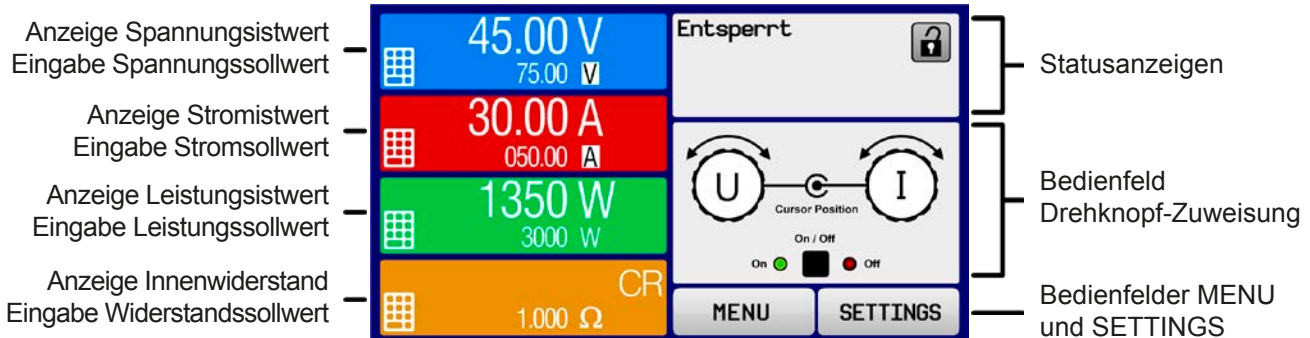 Anzeige Spannungsistwert
Eingabe Spannungssollwert
Anzeige Stromistwert
Eingabe Stromsollwert
Anzeige Leistungsistwert
Eingabe Leistungssollwert
Anzeige Innenwiderstand
Eingabe Widerstandssollwert
45.00 V
75.00 V
30.00 A
050.00 A
1350 W
3000 W
CR
1.000 Ω
Entsperrt
U
I
Cursor Position
On / Off
On
Off
MENU
SETTINGS
Statusanzeigen
Bedienfeld
Drehknopf-Zuweisung
Bedienfelder MENU
und SETTINGS